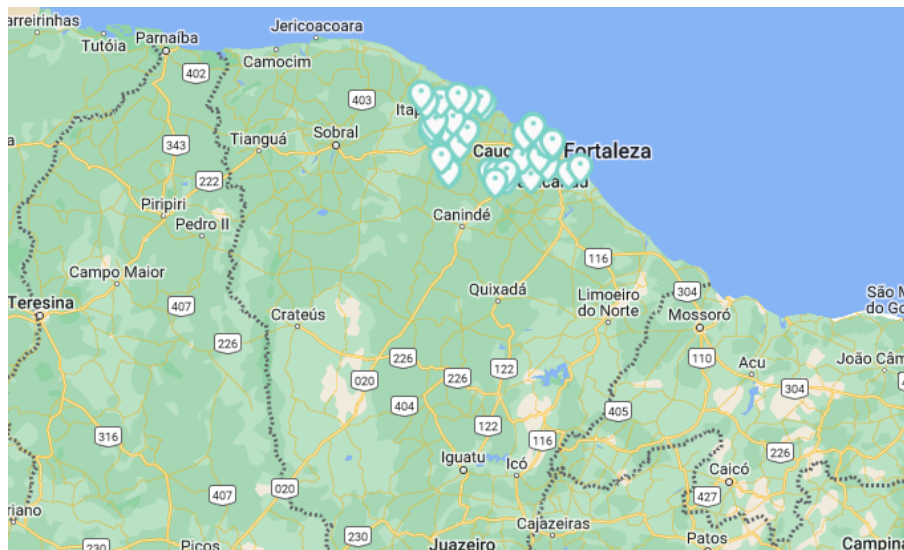 arreirinhas
Tutóia
Parnaíba
Jericoacoara
Camocim
402
403
Itap
343
Tianguá
Sobral
Cauc
Fortaleza
222
Piripiri
Pedro II
Canindé
116
Campo Maior
304
São M
do Go
Teresina
407
Quixadá
Limoeiro
do Norte
Mossoró
Crateús
226
226
122
110
João Câm
020
226
Acu
304
404
405
316
122
116
226
Iguatu
Icó
Caicó
407
020
427
riano
Cajazeiras
230
Picos
Juazeiro
Patos
230
Campina